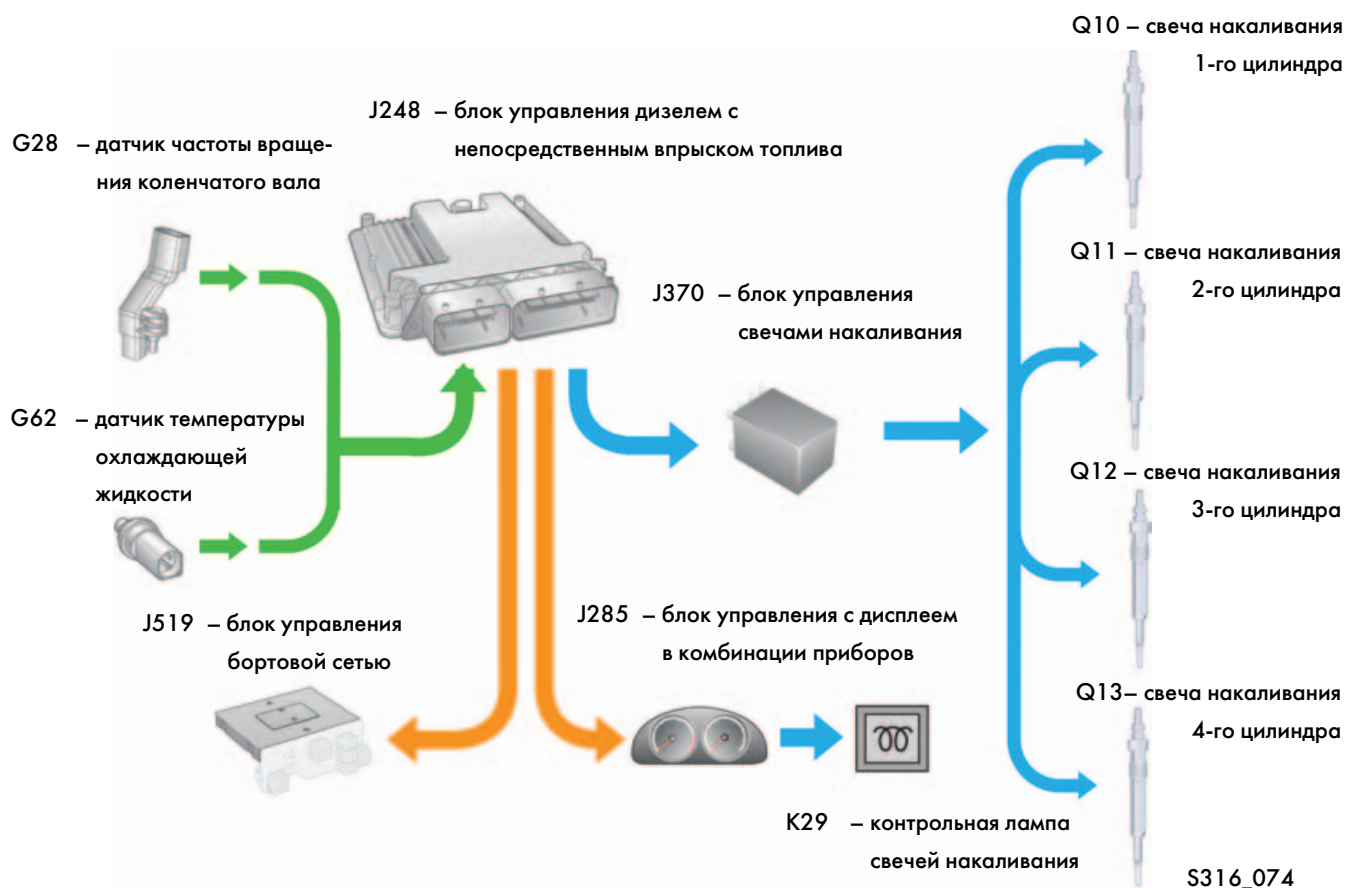 Q10 – свеча накаливания
1-го цилиндра
J248 – блок управления дизелем с
непосредственным впрыском топлива
G28 – датчик частоты враще-
ния коленчатого вала
Q11 – свеча накаливания
2-го цилиндра
J370 – блок управления
свечами накаливания
G62 – датчик температуры
охлаждающей
жидкости
Q12 – свеча накаливания
3-го цилиндра
J519 – блок управления
бортовой сетью
J285 – блок управления с дисплеем
в комбинации приборов
Q13– свеча накаливания
4-го цилиндра
K29 – контрольная лампа
свечей накаливания
S316_074